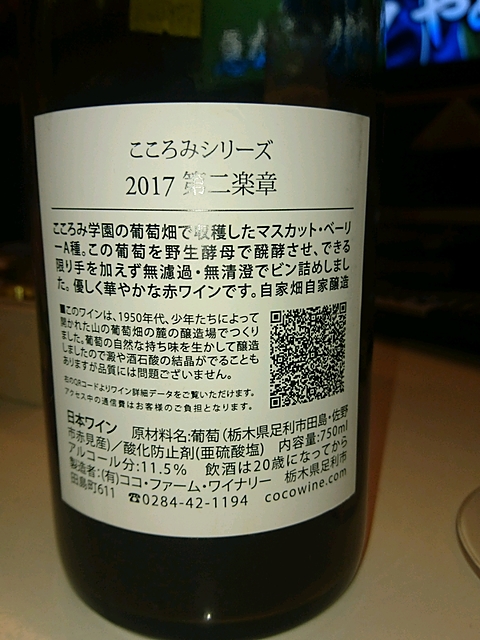 こころみシリーズ
2017 第二楽章
こころみ学園の葡萄畑で収穫したマスカット・ベーリ
ーA種。この葡萄を野生酵母で醗酵させ、できる
限り手を加えず無濾過・無清澄でビン詰めしまし
た。優しく華やかな赤ワインです。自家畑自家醸造
■このワインは、1950年代、少年たちによって
開かれた山の葡萄畑の麓の醸造場でつくり
ました。葡萄の自然な持ち味を生かして醸造
しましたので澱や酒石酸の結晶がでることも
ありますが品質には問題ございません。
右のQRコードよりワイン詳細データをご覧いただけます。
アクセス中の通信費はお客様のご負担となります。
日本ワイン 原材料名:葡萄(栃木県足利市田島・佐野
市赤見産)/酸化防止剤(亜硫酸塩) 内容量:750ml
アルコール分:11.5% 飲酒は20歳になってから
製造者:(有)ココ・ファーム・ワイナリー 栃木県足利市
田島町611 ☎0284-42-1194 cocowine.com